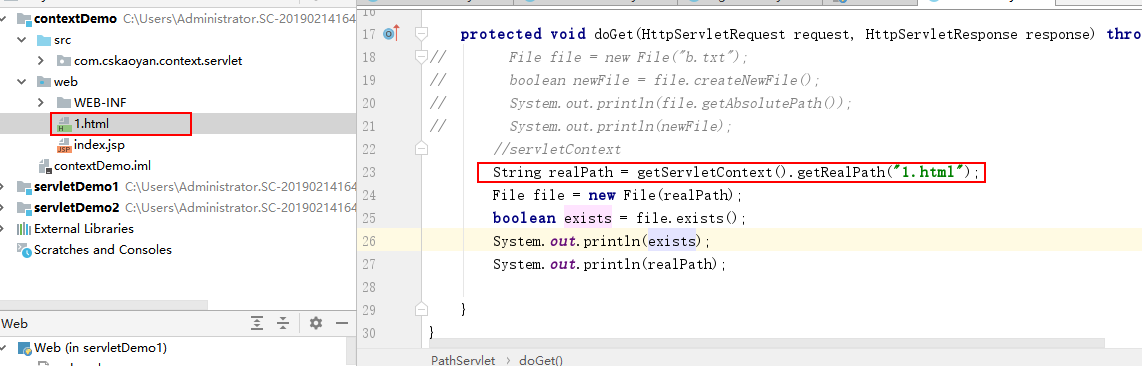 contextDemo C:\Users\Administrator.SC-20190214164
src
com.cskaoyan.context.servlet
web
WEB-INF
1.html
index.jsp
contextDemo.iml
servletDemo1 C:\Users\Administrator.SC-20190214164
servletDemo2 C:\Users\Administrator.SC-20190214164
External Libraries
Scratches and Consoles
Web
Web (in servletDemo1)
16
17 protected void doGet(HttpServletRequest request, HttpServletResponse response) thro
18 // File file = new File("b.txt");
19 // boolean newFile = file.createNewFile();
20 // System.out.println(file.getAbsolutePath());
21 // System.out.println(newFile);
22 //servletContext
23 String realPath = getServletContext().getRealPath("1.html");
24 File file = new File(realPath);
25 boolean exists = file.exists();
26 System.out.println(exists);
27 System.out.println(realPath);
28
29 }
30 }
PathServlet › doGet()